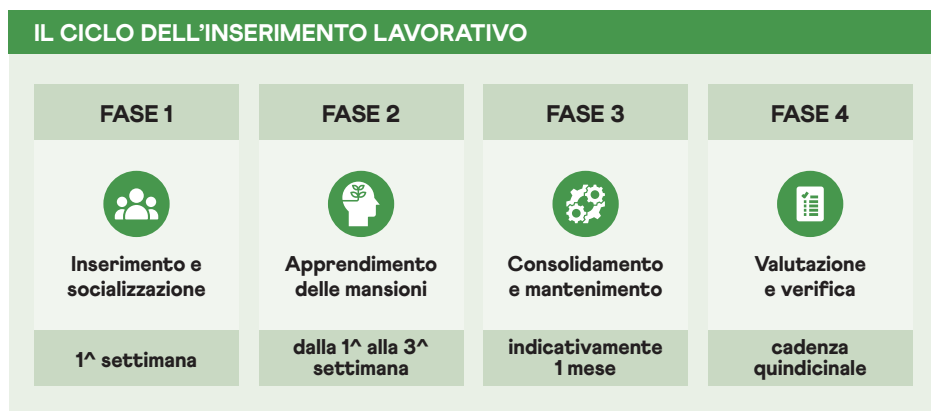 IL CICLO DELL’INSERIMENTO LAVORATIVO
FASE 1
Inserimento e
socializzazione
1^ settimana
FASE 2
Apprendimento
delle mansioni
dalla 1^ alla 3^
settimana
FASE 3
Consolidamento
e mantenimento
indicativamente
1 mese
FASE 4
Valutazione
e verifica
cadenza
quindicinale